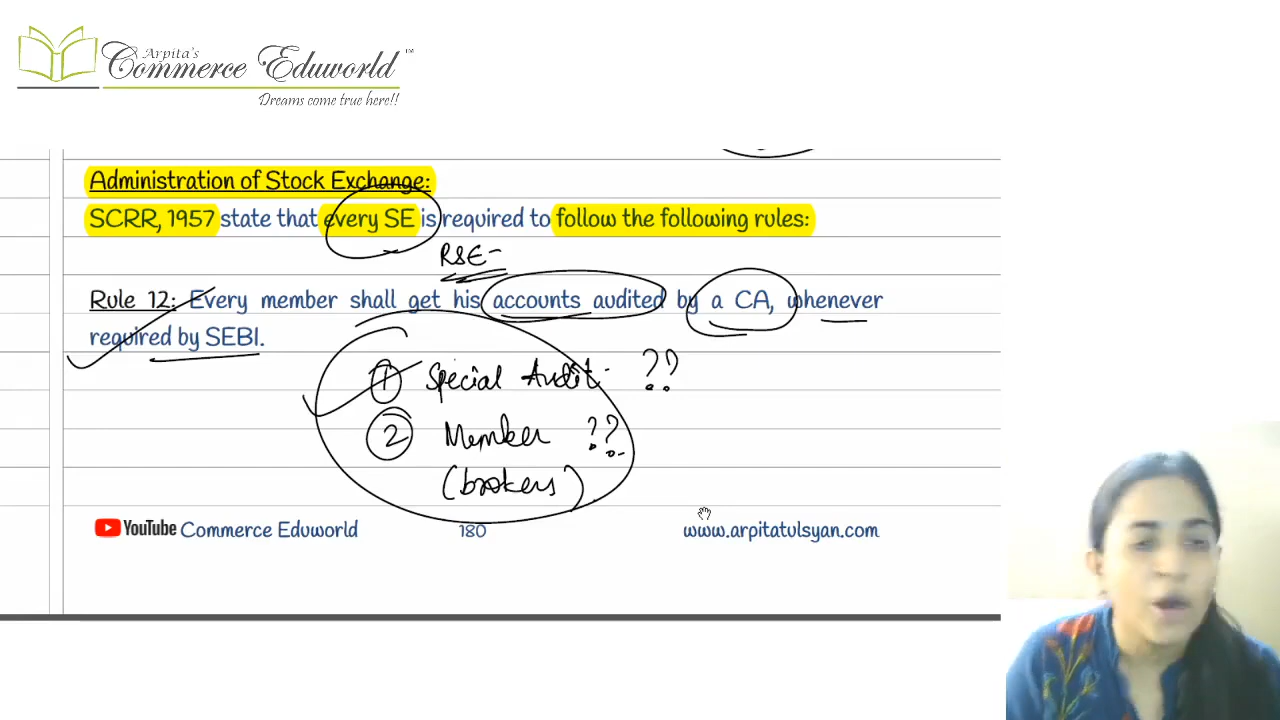 Arpita's
Commerce Eduworld™
Dreams come true here!!
Administration of Stock Exchange:
SCRR, 1957 state that every SE is required to follow the following rules:
RSE-
Rule 12: Every member shall get his accounts audited by a CA, whenever
required by SEBI.
① Special Audit ??
② Member ??
(brokers)
YouTube Commerce Eduworld 180 www.arpitatulsyan.com